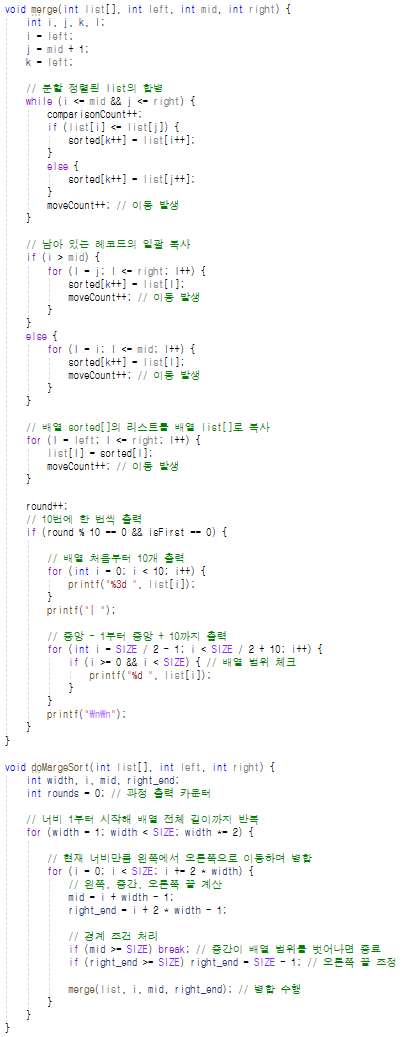 void merge(int list[], int left, int mid, int right) {
int i, j, k, l;
i = left;
j = mid + 1;
k = left;
// 분할 정렬된 list의 합병
while (i <= mid && j <= right) {
comparisonCount++;
if (list[i] <= list[j]) {
sorted[k++] = list[i++];
}
else {
sorted[k++] = list[j++];
}
moveCount++; // 이동 발생
}
// 남아 있는 레코드의 일괄 복사
if (i > mid) {
for (l = j; l <= right; l++) {
sorted[k++] = list[l];
moveCount++; // 이동 발생
}
}
else {
for (l = i; l <= mid; l++) {
sorted[k++] = list[l];
moveCount++; // 이동 발생
}
}
// 배열 sorted[]의 리스트를 배열 list[]로 복사
for (l = left; l <= right; l++) {
list[l] = sorted[l];
moveCount++; // 이동 발생
}
round++;
// 10번에 한 번씩 출력
if (round % 10 == 0 && isFirst == 0) {
// 배열 처음부터 10개 출력
for (int i = 0; i < 10; i++) {
printf("%3d ", list[i]);
}
printf("| ");
// 중앙 - 1부터 중앙 + 10까지 출력
for (int i = SIZE / 2 - 1; i < SIZE / 2 + 10; i++) {
if (i >= 0 && i < SIZE) { // 배열 범위 체크
printf("%d ", list[i]);
}
}
printf("₩n₩n");
}
}
void doMargeSort(int list[], int left, int right) {
int width, i, mid, right_end;
int rounds = 0; // 과정 출력 카운터
// 너비 1부터 시작해 배열 전체 길이까지 반복
for (width = 1; width < SIZE; width *= 2) {
// 현재 너비만큼 왼쪽에서 오른쪽으로 이동하며 병합
for (i = 0; i < SIZE; i += 2 * width) {
// 왼쪽, 중간, 오른쪽 끝 계산
mid = i + width - 1;
right_end = i + 2 * width - 1;
// 경계 조건 처리
if (mid >= SIZE) break; // 중간이 배열 범위를 벗어나면 종료
if (right_end >= SIZE) right_end = SIZE - 1; // 오른쪽 끝 조정
merge(list, i, mid, right_end); // 병합 수행
}
}
}